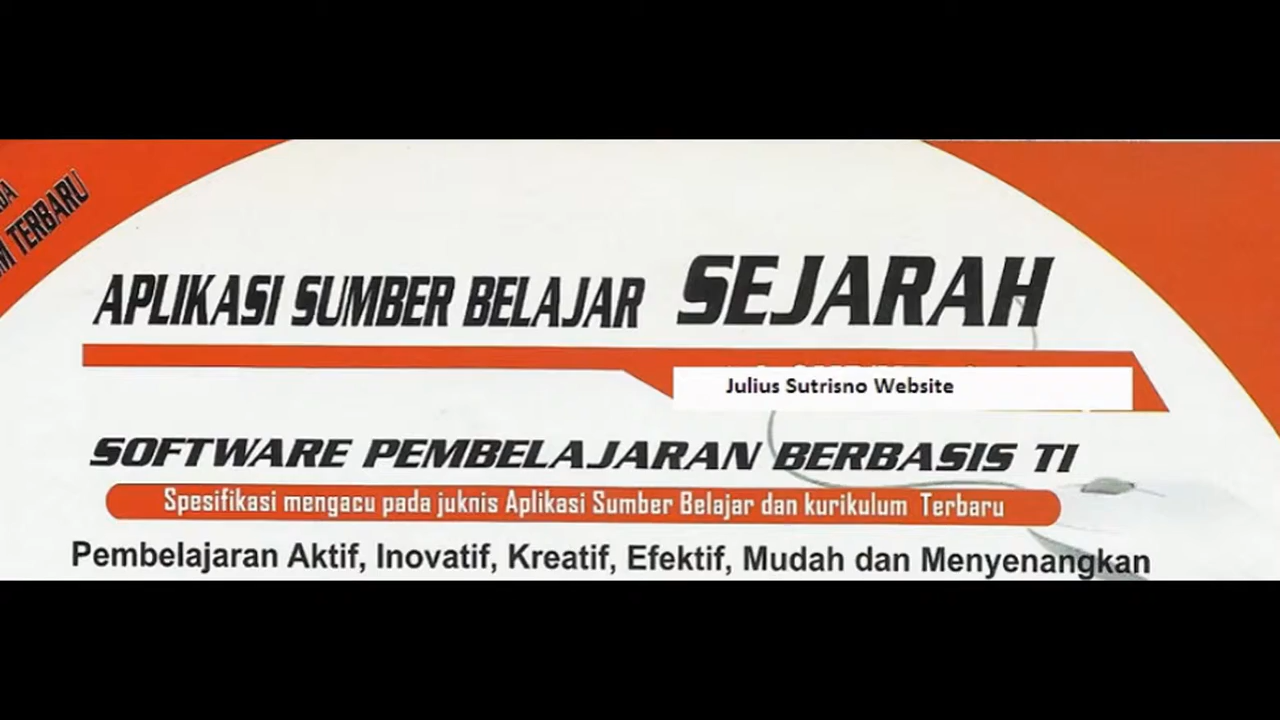 TERBARU
APLIKASI SUMBER BELAJAR SEJARAH
Julius Sutrisno Website
SOFTWARE PEMBELAJARAN BERBASIS TI
Spesifikasi mengacu pada juknis Aplikasi Sumber Belajar dan kurikulum Terbaru
Pembelajaran Aktif, Inovatif, Kreatif, Efektif, Mudah dan Menyenangkan